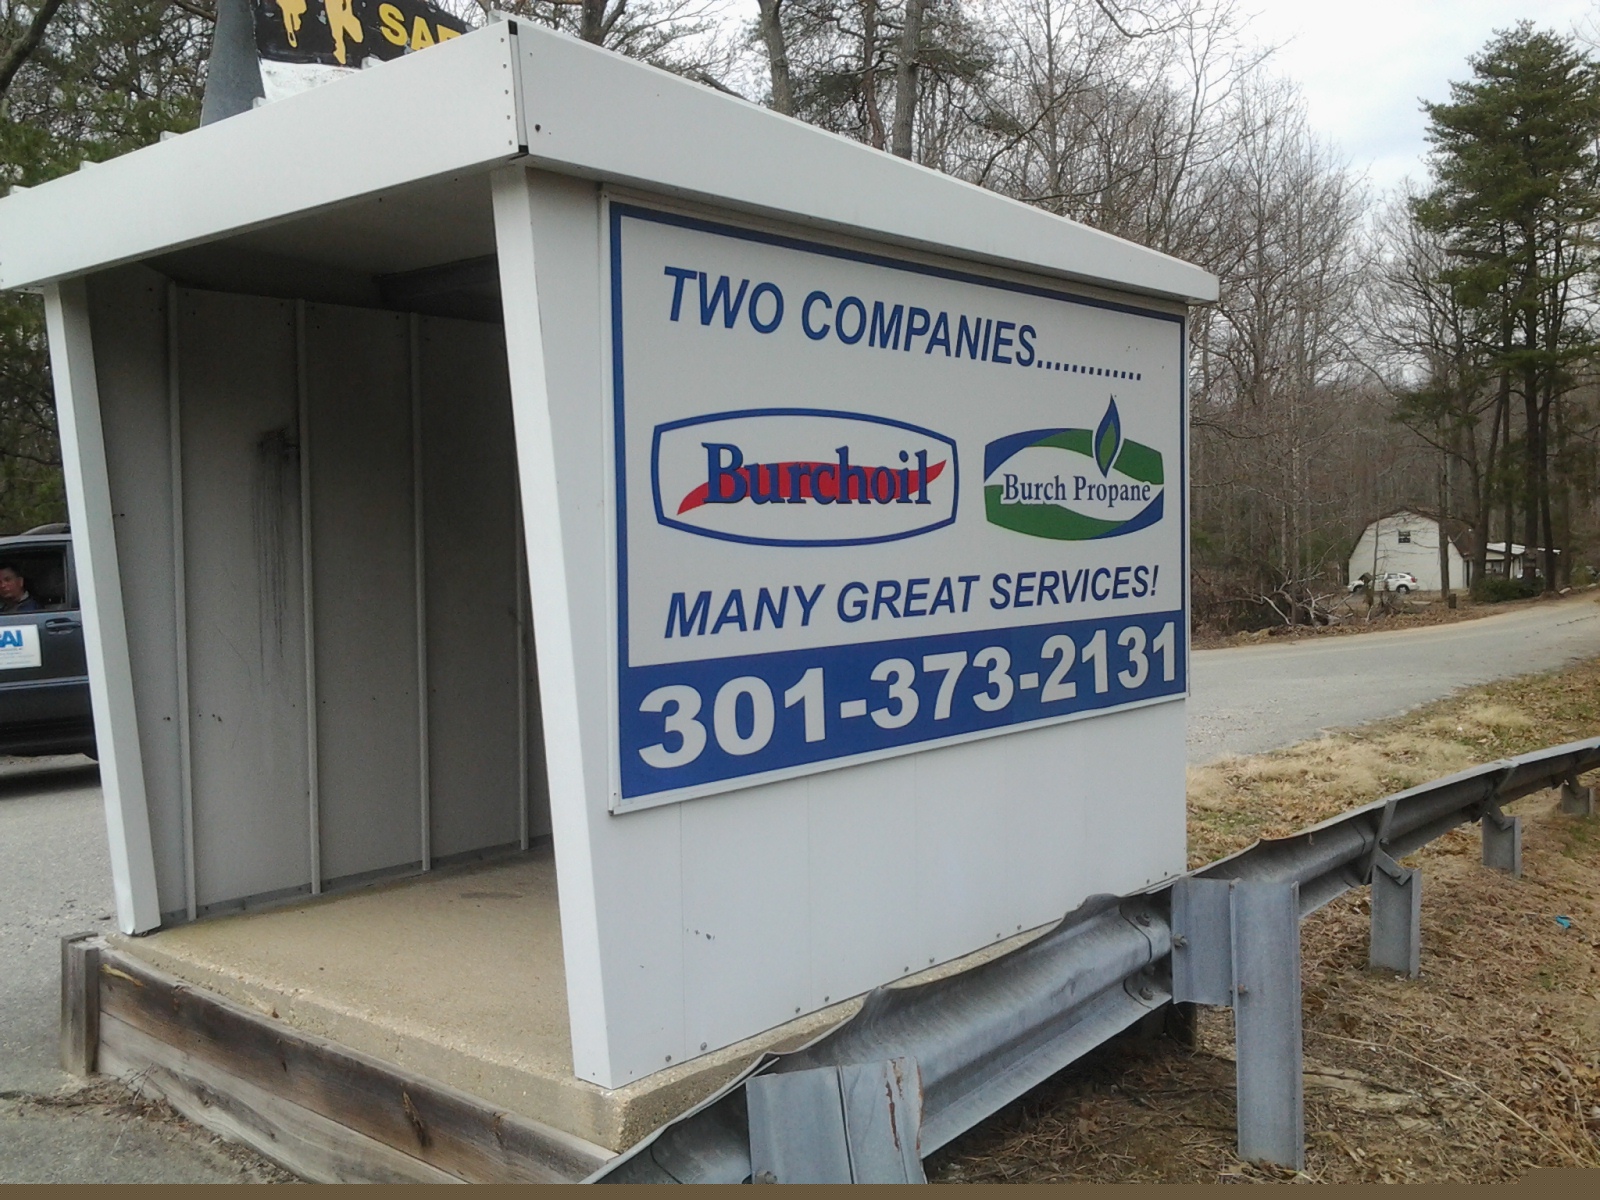 TWO COMPANIES.............
Burchoil
Burch Propane
MANY GREAT SERVICES!
301-373-2131